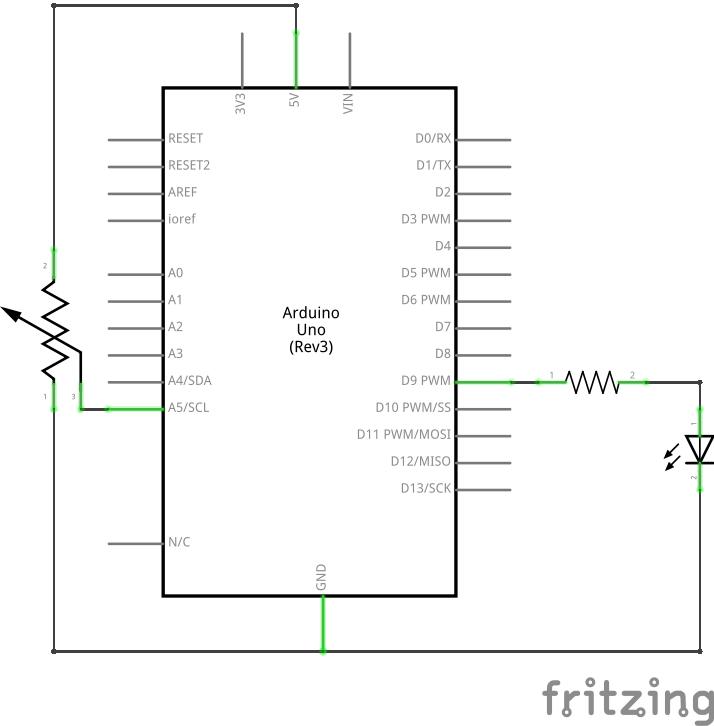 3V3
5V
VIN
RESET
RESET2
AREF
ioref
A0
A1
A2
A3
A4/SDA
A5/SCL
N/C
Arduino
Uno
(Rev3)
D0/RX
D1/TX
D2
D3 PWM
D4
D5 PWM
D6 PWM
D7
D8
D9 PWM
D10 PWM/SS
D11 PWM/MOSI
D12/MISO
D13/SCK
GND
2
1
3
1
2
1
2
fritzing